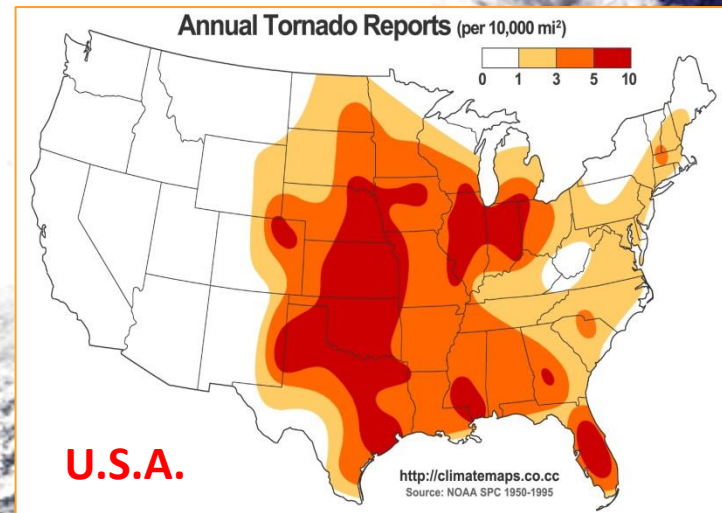 Annual Tornado Reports (per 10,000 mi²)
0 1 3 5 10
U.S.A.
http://climatemaps.co.cc
Source: NOAA SPC 1950-1995